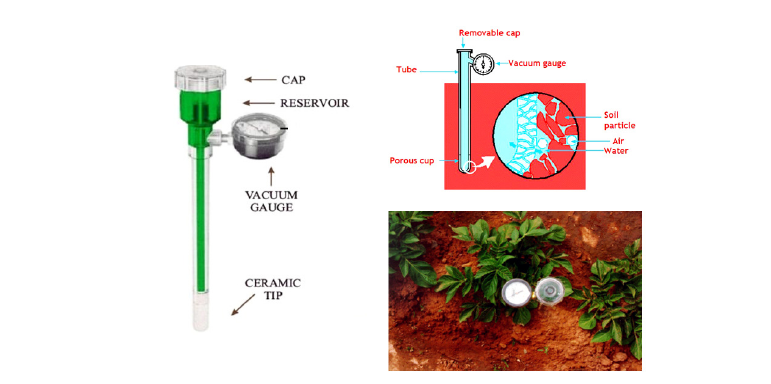 CAP
RESERVOIR
VACUUM
GAUGE
CERAMIC
TIP
Removable cap
Tube
Vacuum gauge
Soil
particle
Air
Water
Porous cup